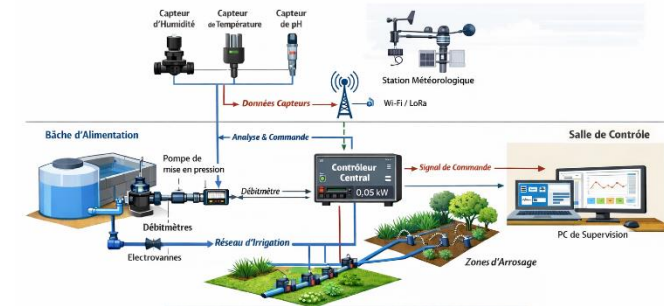 Capteur
d'Humidité
Capteur
de Température
Capteur
de pH
Station Météorologique
Données Capteurs
Wi-Fi / LoRa
Bâche d'Alimentation
Analyse & Commande
Salle de Contrôle
Pompe de
mise en pression
Contrôleur
Central
0,05 kW
Signal de Commande
Débitmètre
Débitmètres
Réseau d'Irrigation
Electrovannes
Zones d'Arrosage
PC de Supervision